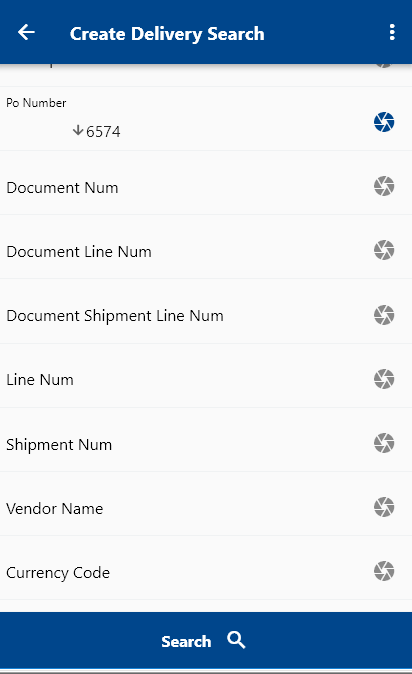 Create Delivery Search
Po Number
6574
Document Num
Document Line Num
Document Shipment Line Num
Line Num
Shipment Num
Vendor Name
Currency Code
Search